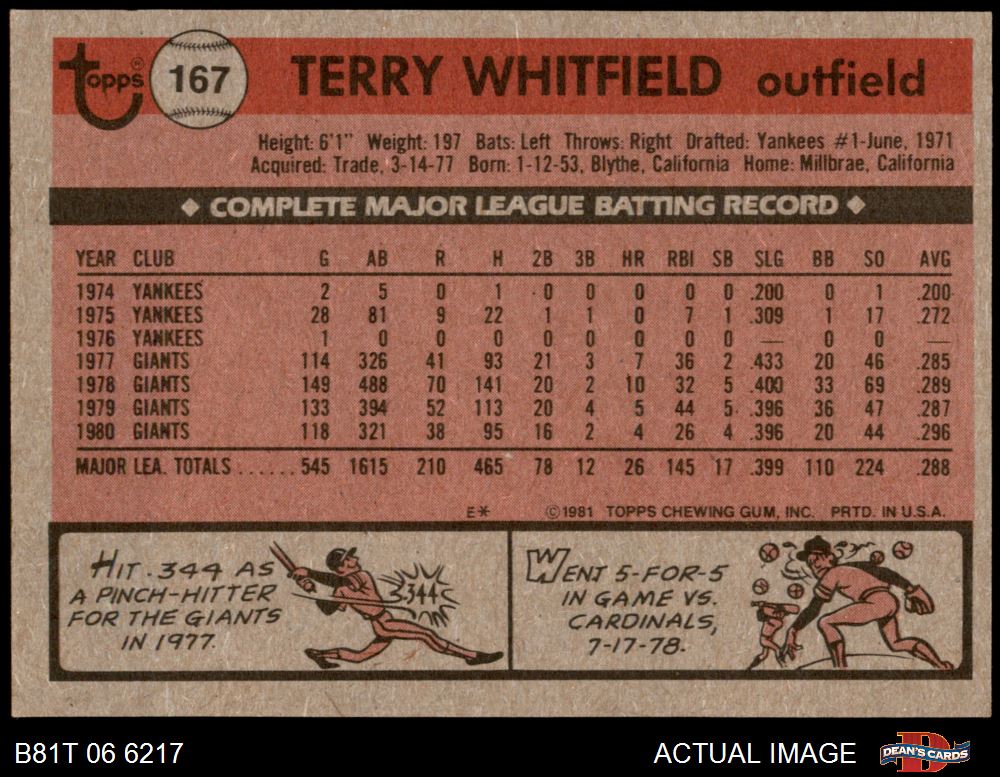 Topps®
167
TERRY WHITFIELD outfield
Height: 6'1" Weight: 197 Bats: Left Throws: Right Drafted: Yankees #1-June, 1971
Acquired: Trade, 3-14-77 Born: 1-12-53, Blythe, California Home: Millbrae, California
◆ COMPLETE MAJOR LEAGUE BATTING RECORD ◆
YEAR CLUB G AB R H 2B 3B HR RBI SB SLG BB SO AVG
1974 YANKEES 2 5 0 1 0 0 0 0 0 .200 0 1 .200
1975 YANKEES 28 81 9 22 1 1 0 7 1 .309 1 17 .272
1976 YANKEES 1 0 0 0 0 0 0 0 0 — 0 0 —
1977 GIANTS 114 326 41 93 21 3 7 36 2 .433 20 46 .285
1978 GIANTS 149 488 70 141 20 2 10 32 5 .400 33 69 .289
1979 GIANTS 133 394 52 113 20 4 5 44 5 .396 36 47 .287
1980 GIANTS 118 321 38 95 16 2 4 26 4 .396 20 44 .296
MAJOR LEA. TOTALS ...... 545 1615 210 465 78 12 26 145 17 .399 110 224 .288
E* ©1981 TOPPS CHEWING GUM, INC. PRTD. IN U.S.A.
HIT .344 AS
A PINCH-HITTER
FOR THE GIANTS
IN 1977.
.344
WENT 5-FOR-5
IN GAME VS.
CARDINALS,
7-17-78.
B81T 06 6217
ACTUAL IMAGE
DEAN'S CARDS